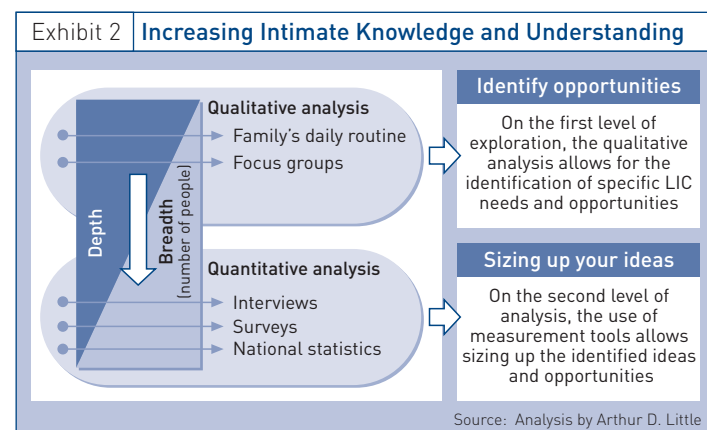 Exhibit 2 Increasing Intimate Knowledge and Understanding
Depth
Breadth
(number of people)
Qualitative analysis
Family's daily routine
Focus groups
Quantitative analysis
Interviews
Surveys
National statistics
Identify opportunities
On the first level of
exploration, the qualitative
analysis allows for the
identification of specific LIC
needs and opportunities
Sizing up your ideas
On the second level of
analysis, the use of
measurement tools allows
sizing up the identified ideas
and opportunities
Source: Analysis by Arthur D. Little